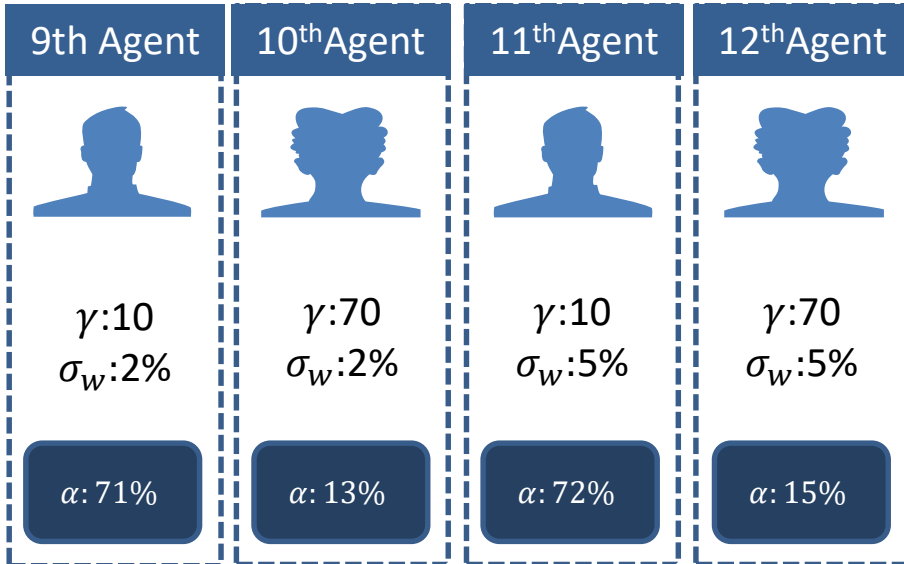 9th Agent
γ:10
σw:2%
α: 71%
10thAgent
γ:70
σw:2%
α: 13%
11thAgent
γ:10
σw:5%
α: 72%
12thAgent
γ:70
σw:5%
α: 15%